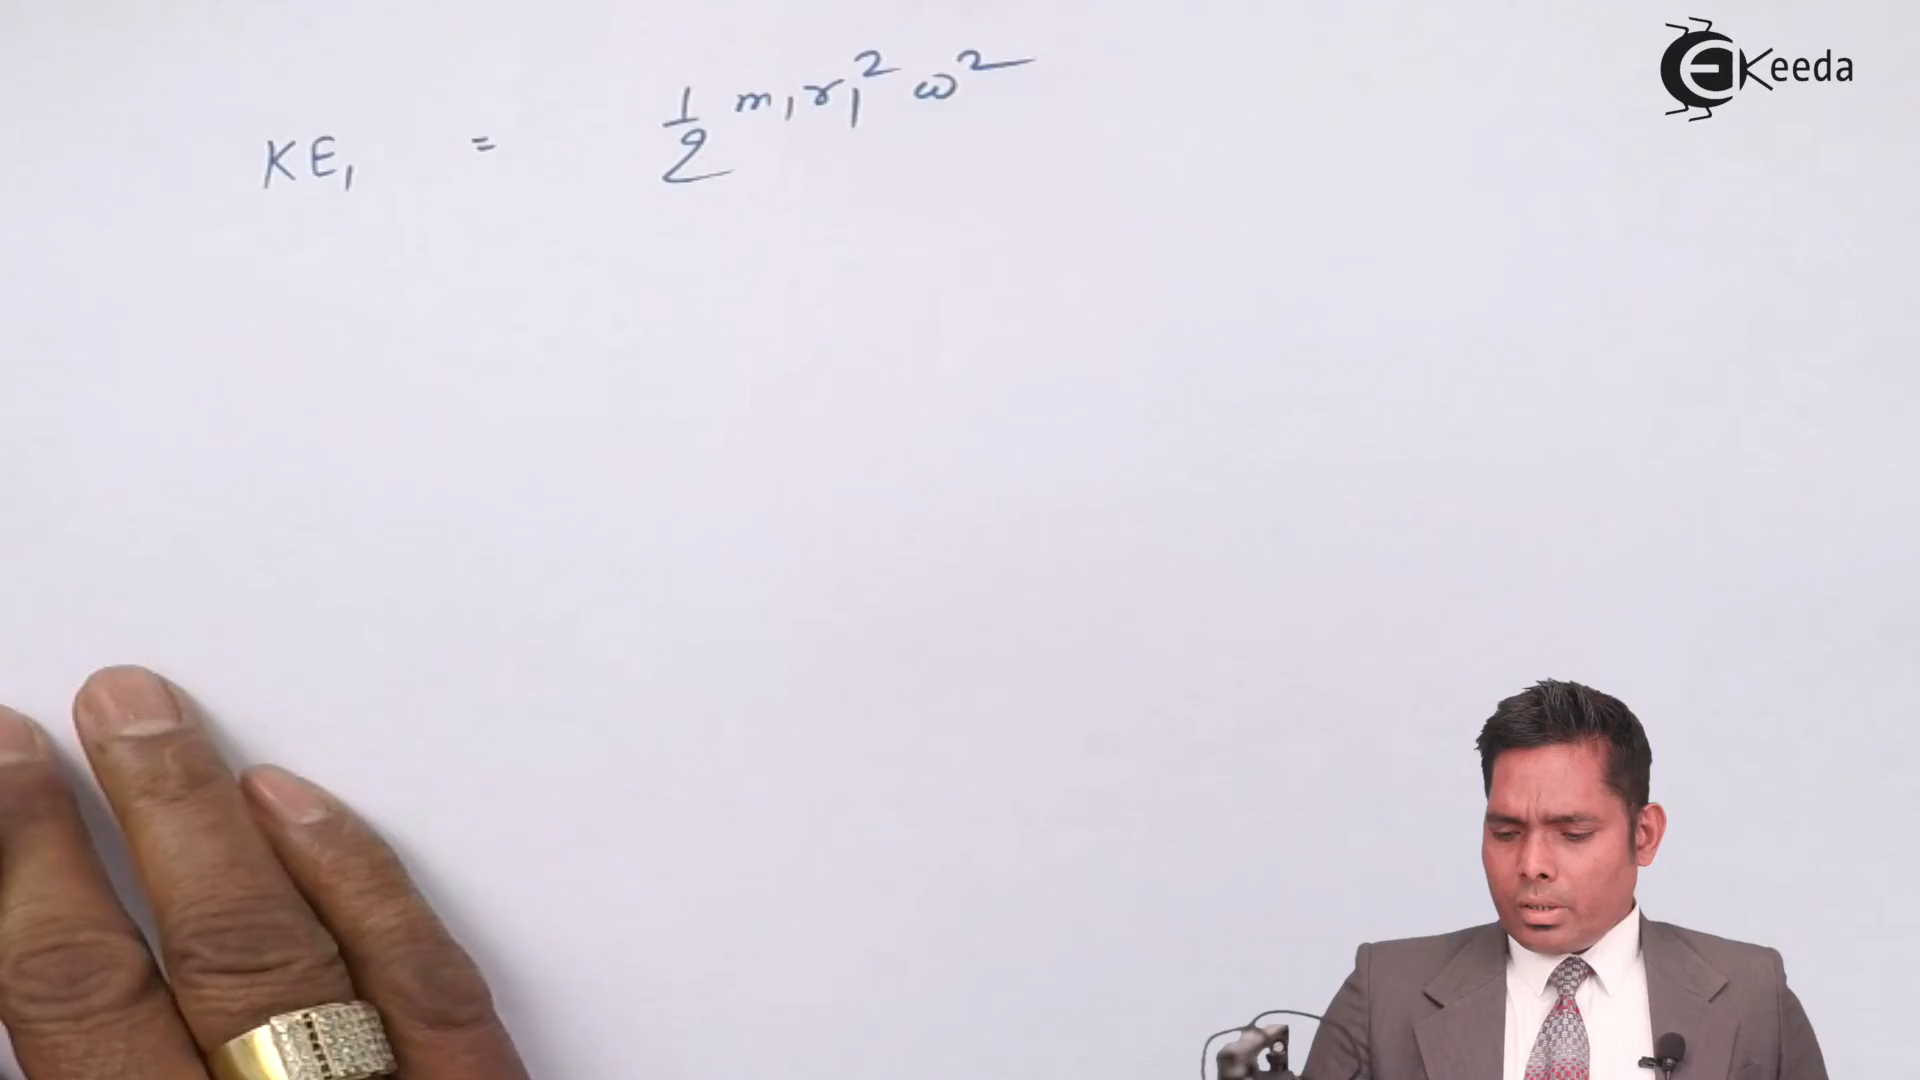 EKeeda
KE₁ = 1/2 m₁r₁² ω²